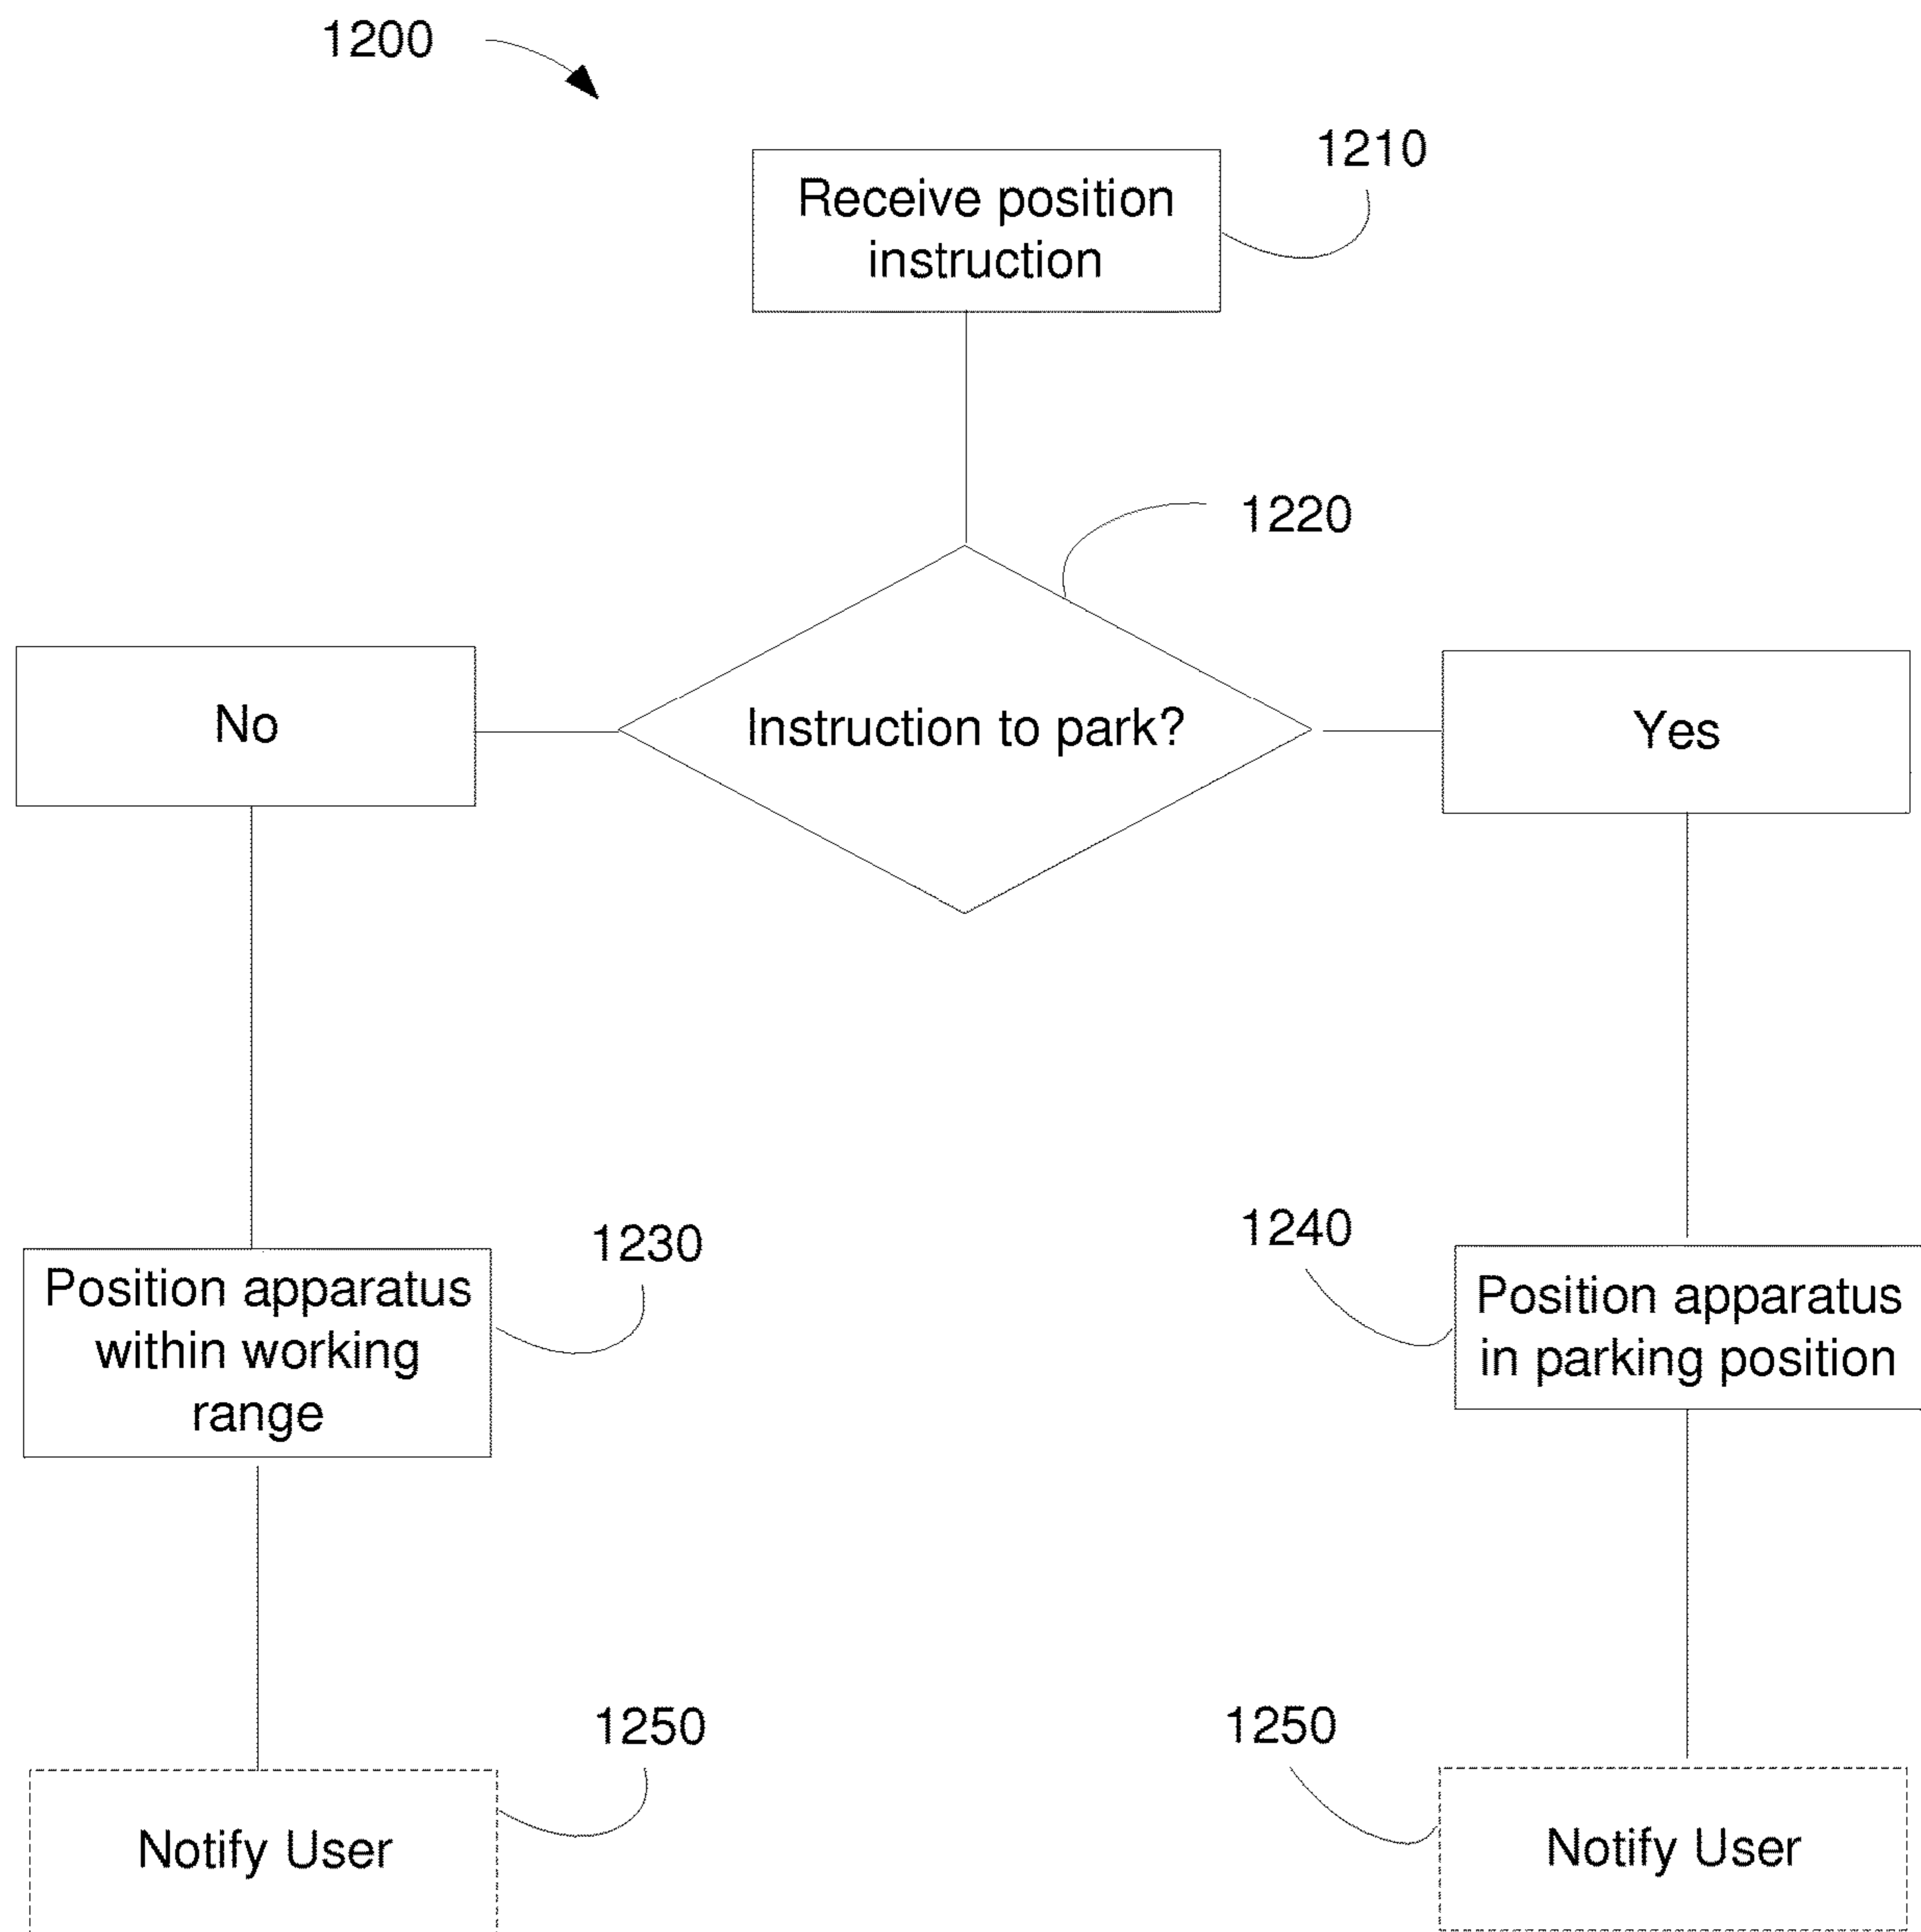 1200
1210
Receive position
instruction
1220
No
Instruction to park?
Yes
1230
1240
Position apparatus
within working
range
Position apparatus
in parking position
1250
1250
Notify User
Notify User